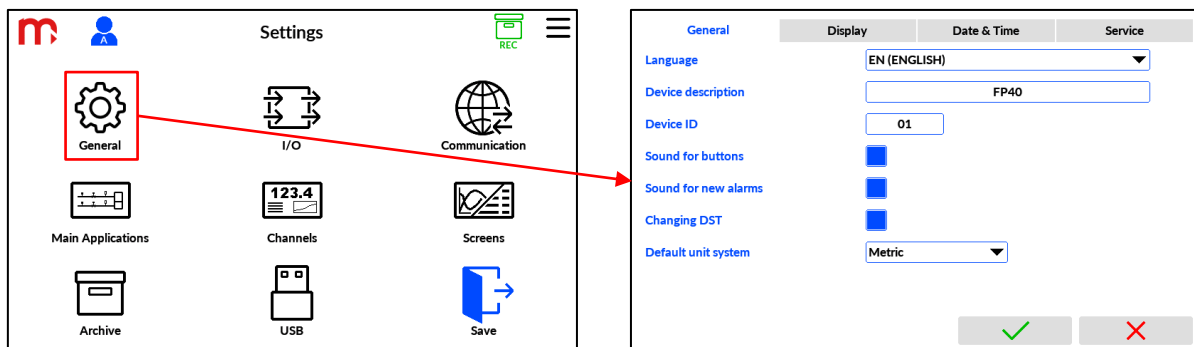 Settings
A
REC
General
I/O
Communication
123.4
Main Applications
Channels
Screens
Archive
USB
Save
General Display Date & Time Service
Language EN (ENGLISH)
Device description FP40
Device ID 01
Sound for buttons
Sound for new alarms
Changing DST
Default unit system Metric